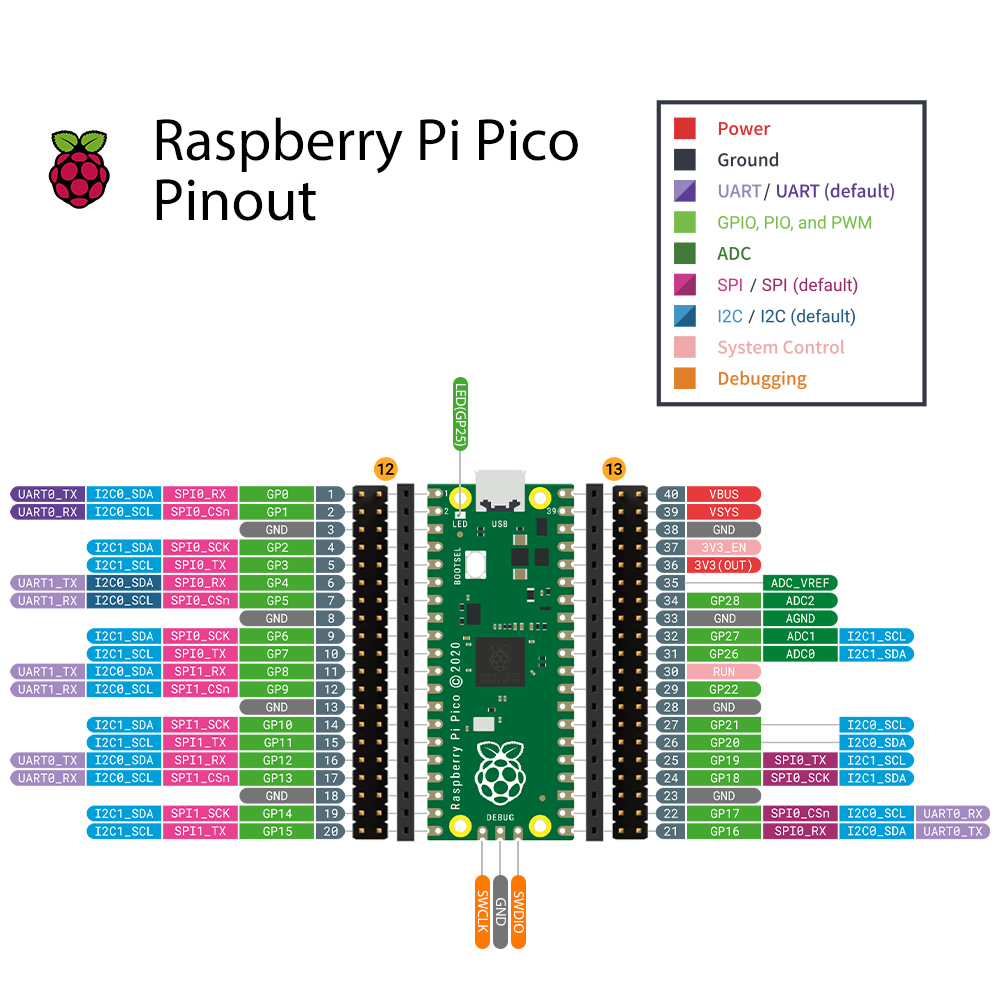 Raspberry Pi Pico
Pinout
Power
Ground
UART / UART (default)
GPIO, PIO, and PWM
ADC
SPI / SPI (default)
I2C / I2C (default)
System Control
Debugging
LED(GP25)
12
13
UART0_TX I2C0_SDA SPI0_RX GP0 1
UART0_RX I2C0_SCL SPI0_CSn GP1 2
GND 3
I2C1_SDA SPI0_SCK GP2 4
I2C1_SCL SPI0_TX GP3 5
UART1_TX I2C0_SDA SPI0_RX GP4 6
UART1_RX I2C0_SCL SPI0_CSn GP5 7
GND 8
I2C1_SDA SPI0_SCK GP6 9
I2C1_SCL SPI0_TX GP7 10
UART1_TX I2C0_SDA SPI1_RX GP8 11
UART1_RX I2C0_SCL SPI1_CSn GP9 12
GND 13
I2C1_SDA SPI1_SCK GP10 14
I2C1_SCL SPI1_TX GP11 15
UART0_TX I2C0_SDA SPI1_RX GP12 16
UART0_RX I2C0_SCL SPI1_CSn GP13 17
GND 18
I2C1_SDA SPI1_SCK GP14 19
I2C1_SCL SPI1_TX GP15 20
1
2
39
LED
USB
BOOTSEL
Raspberry Pi Pico © 2020
DEBUG
40 VBUS
39 VSYS
38 GND
37 3V3_EN
36 3V3(OUT)
35 ADC_VREF
34 GP28 ADC2
33 GND AGND
32 GP27 ADC1 I2C1_SCL
31 GP26 ADC0 I2C1_SDA
30 RUN
29 GP22
28 GND
27 GP21 I2C0_SCL
26 GP20 I2C0_SDA
25 GP19 SPI0_TX I2C1_SCL
24 GP18 SPI0_SCK I2C1_SDA
23 GND
22 GP17 SPI0_CSn I2C0_SCL UART0_RX
21 GP16 SPI0_RX I2C0_SDA UART0_TX
SWCLK
GND
SWDIO